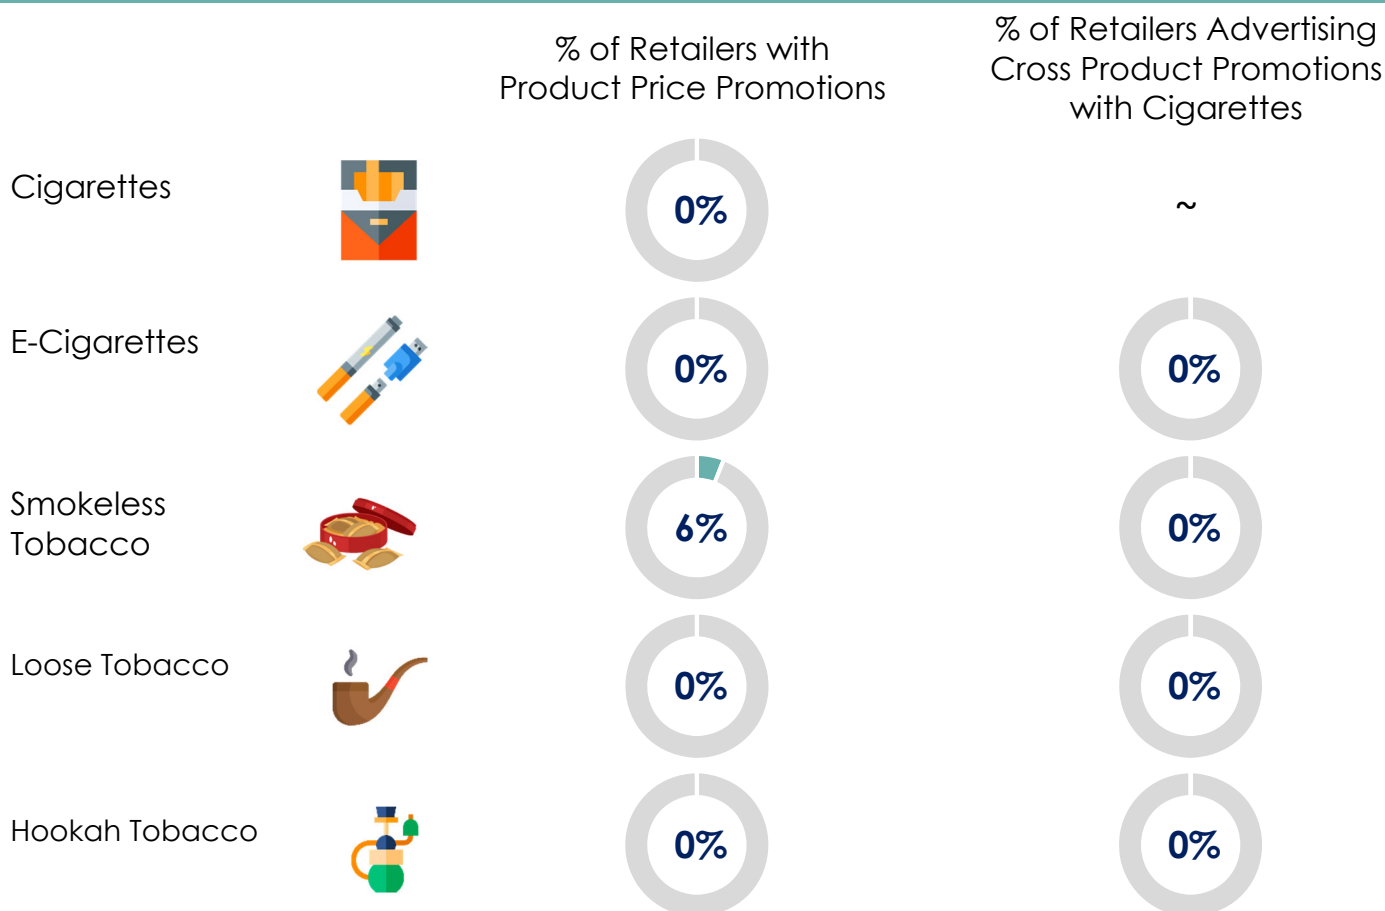 % of Retailers with
Product Price Promotions
% of Retailers Advertising
Cross Product Promotions
with Cigarettes
Cigarettes
0%
~
E-Cigarettes
0%
0%
Smokeless
Tobacco
6%
0%
Loose Tobacco
0%
0%
Hookah Tobacco
0%
0%